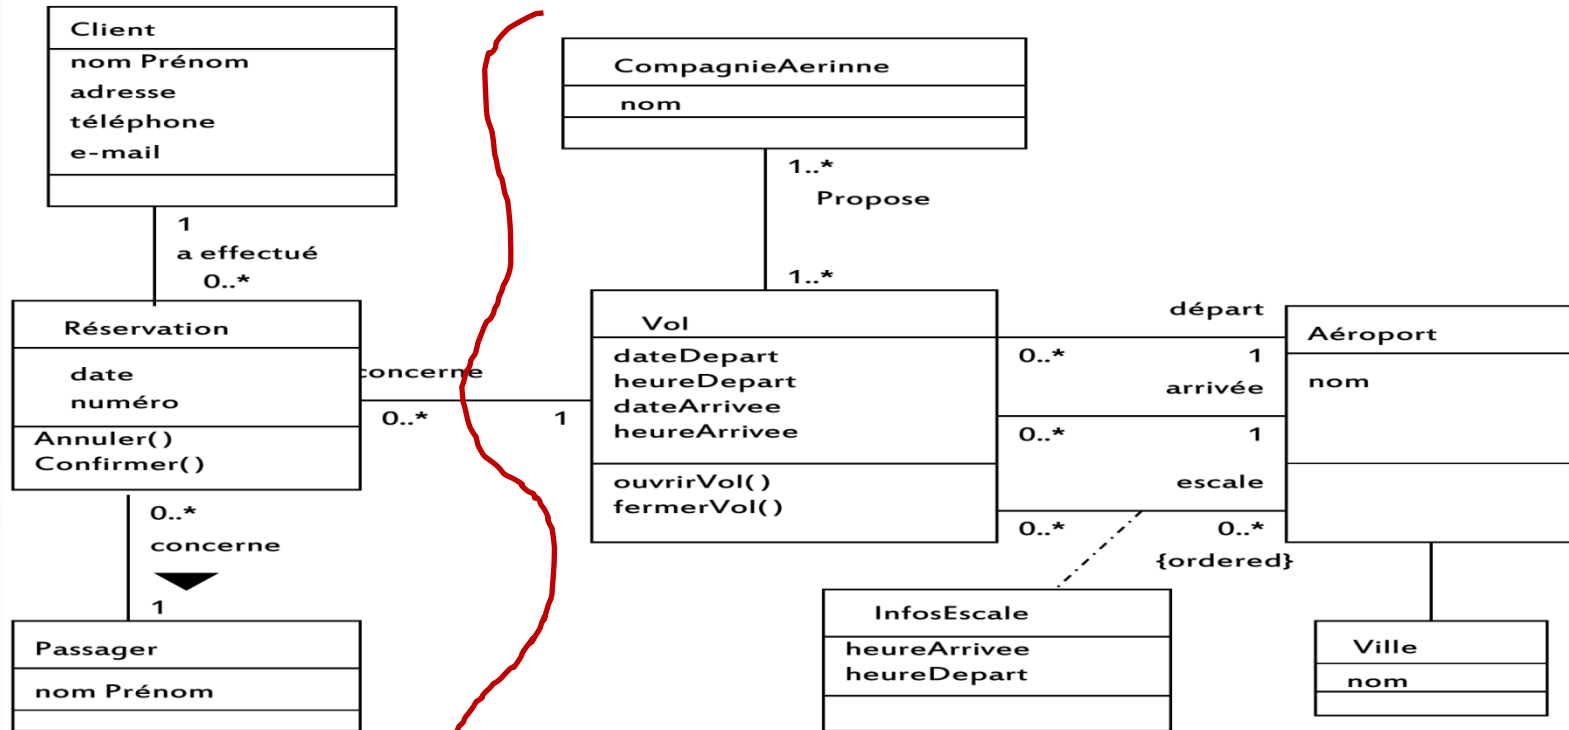 Client
nom Prénom
adresse
téléphone
e-mail
1
a effectué
0..*
Réservation
date
numéro
Annuler()
Confirmer()
0..*
concerne
1
Passager
nom Prénom
concerne
0..*
1
CompagnieAerinne
nom
1..*
Propose
1..*
Vol
dateDepart
heureDepart
dateArrivee
heureArrivee
ouvrirVol()
fermerVol()
départ
0..*
1
arrivée
0..*
1
escale
0..*
0..*
{ordered}
Aéroport
nom
InfosEscale
heureArrivee
heureDepart
Ville
nom